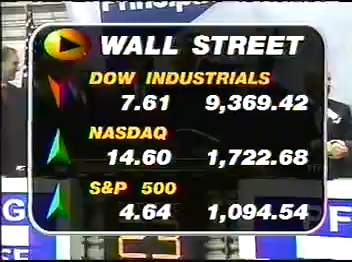 WALL STREET
DOW INDUSTRIALS
7.61 9,369.42
NASDAQ
14.60 1,722.68
S&P 500
4.64 1,094.54